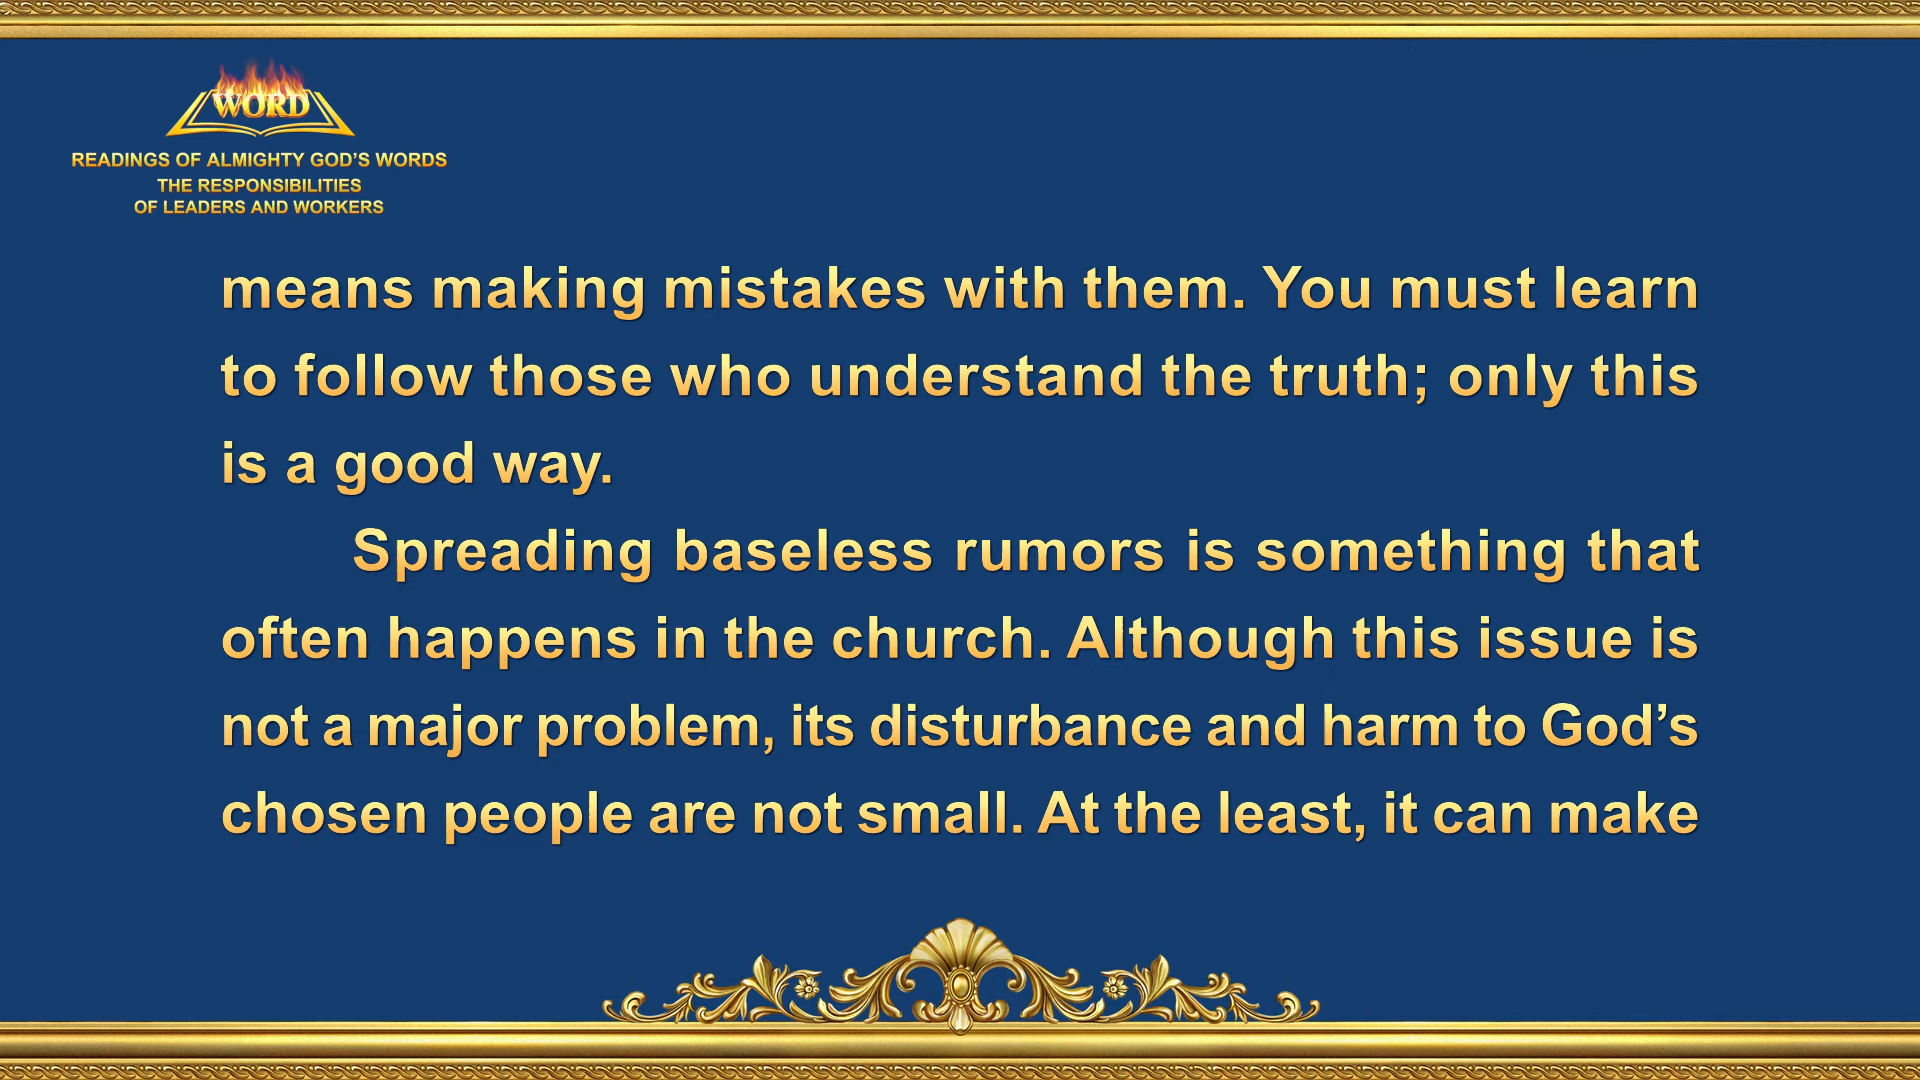 WORD
READINGS OF ALMIGHTY GOD’S WORDS
THE RESPONSIBILITIES
OF LEADERS AND WORKERS
means making mistakes with them. You must learn
to follow those who understand the truth; only this
is a good way.
Spreading baseless rumors is something that
often happens in the church. Although this issue is
not a major problem, its disturbance and harm to God’s
chosen people are not small. At the least, it can make